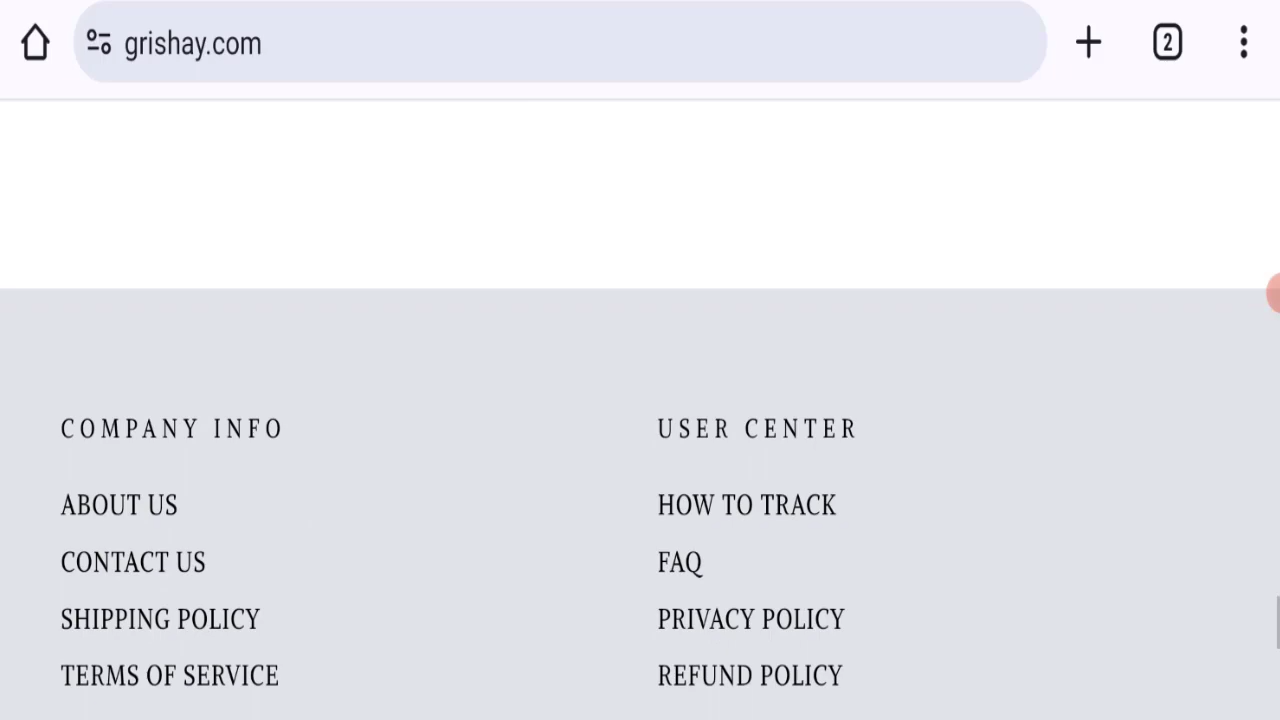 grishay.com
2
COMPANY INFO
ABOUT US
CONTACT US
SHIPPING POLICY
TERMS OF SERVICE
USER CENTER
HOW TO TRACK
FAQ
PRIVACY POLICY
REFUND POLICY